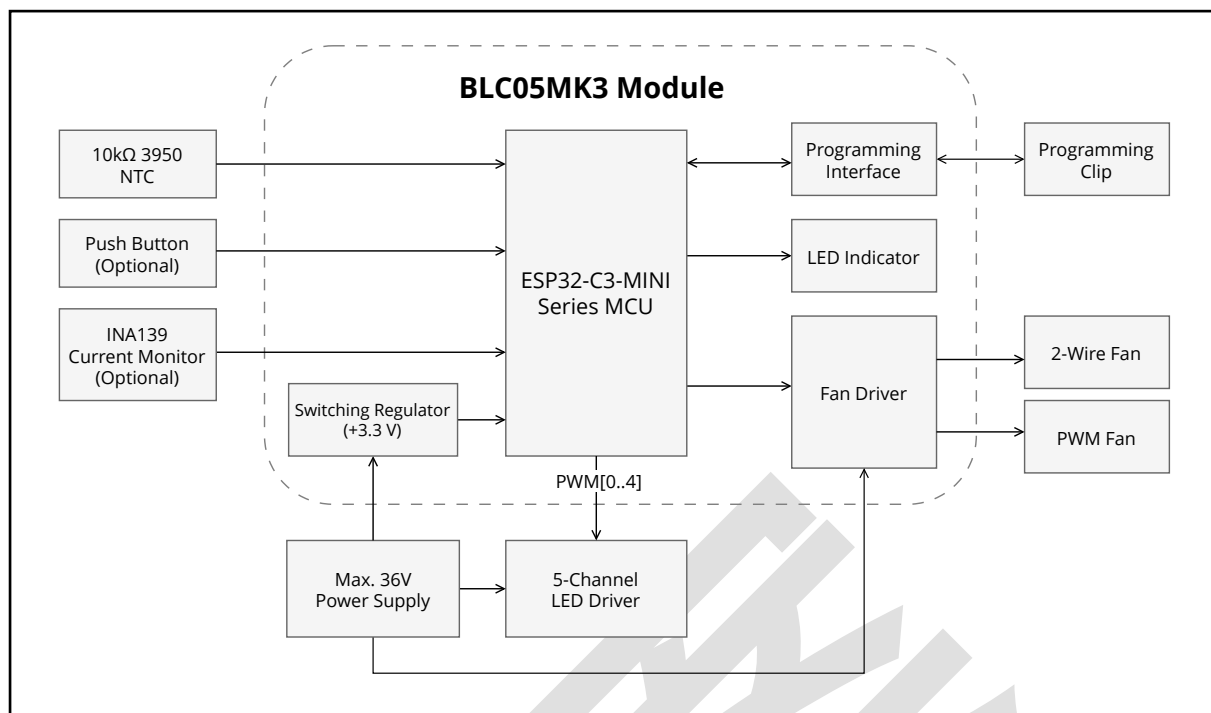 BLC05MK3 Module
10kΩ 3950
NTC
Push Button
(Optional)
INA139
Current Monitor
(Optional)
Switching Regulator
(+3.3 V)
ESP32-C3-MINI
Series MCU
Programming
Interface
Programming
Clip
LED Indicator
Fan Driver
2-Wire Fan
PWM Fan
PWM[0..4]
Max. 36V
Power Supply
5-Channel
LED Driver